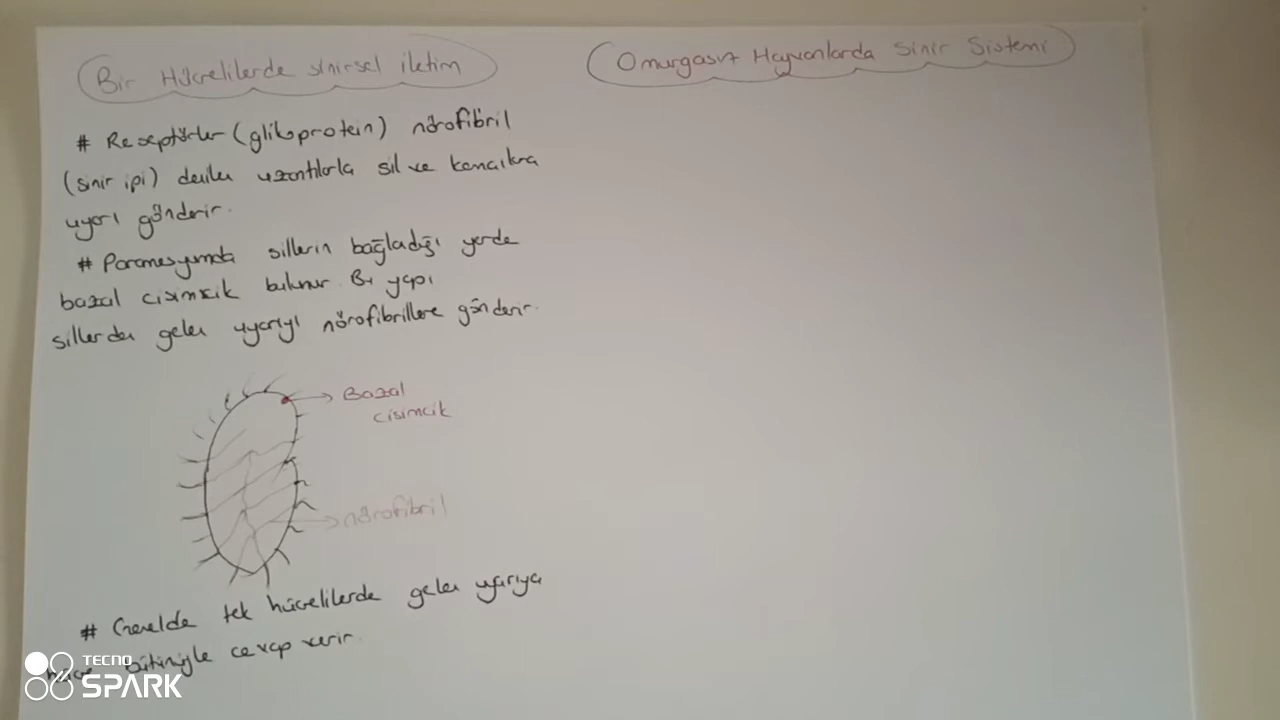 Bir Hücrelilerde sinirsel iletim
# Reseptörler (glikoprotein) nörofibril
(sinir ipi) denilen uzantılarla sil ve kamçılara
uyarı gönderir.
# Paramesyumda sillerin bağladığı yerde
bazal cisimcik bulunur. Bu yapı
sillerden gelen uyarıyı nörofibrillere gönderir.
Bazal
cisimcik
nörofibril
# Genelde tek hücrelilerde gelen uyarıya
bütünüyle cevap verir.
Omurgasız Hayvanlarda Sinir Sistemi
TECNO
SPARK